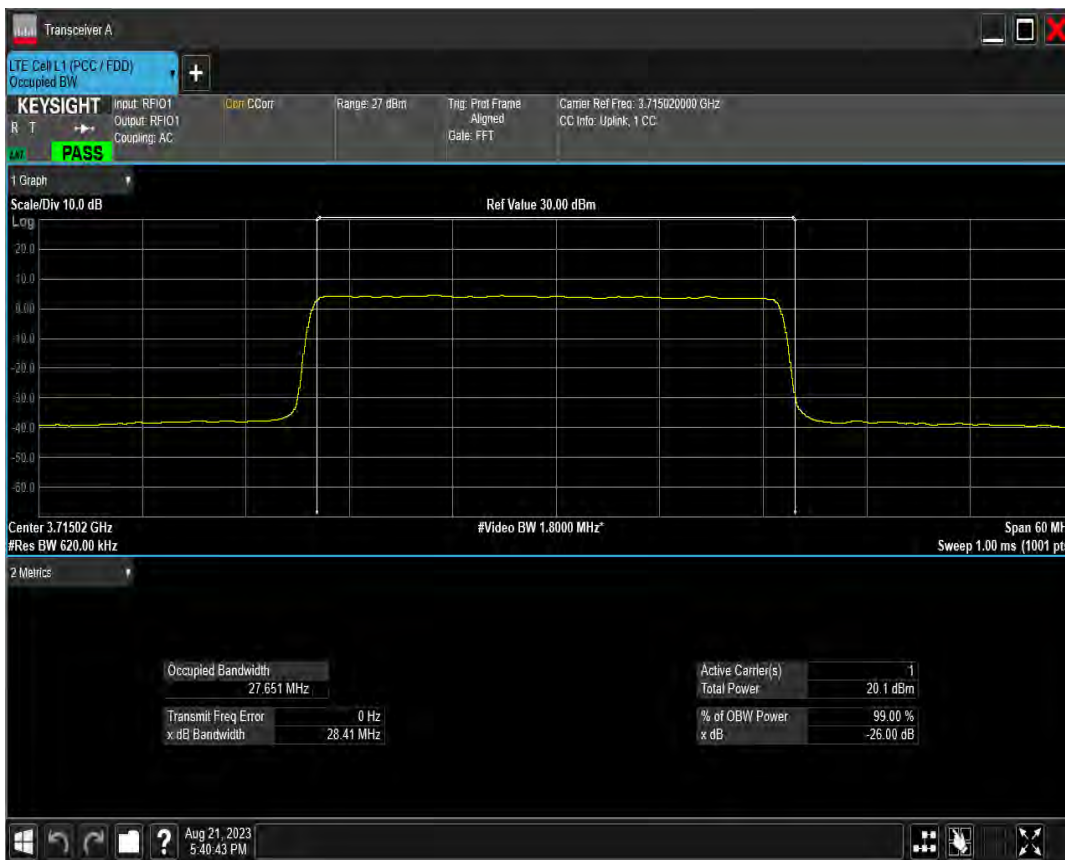 Transceiver A
LTE Cell L1 (PCC / FDD)
Occupied BW
+
KEYSIGHT
R T
PASS
Input: RFIO1
Output: RFIO1
Coupling: AC
Corr CCorr
Range: 27 dBm
Trig: Prot Frame
Aligned
Gate: FFT
Carrier Ref Freq: 3.715020000 GHz
CC Info: Uplink, 1 CC
1 Graph
Scale/Div 10.0 dB
Ref Value 30.00 dBm
Log
20.0
10.0
0.00
-10.0
-20.0
-30.0
-40.0
-50.0
-60.0
Center 3.71502 GHz
#Video BW 1.8000 MHz*
Span 60 MH
#Res BW 620.00 kHz
Sweep 1.00 ms (1001 pts
2 Metrics
Occupied Bandwidth
27.651 MHz
Transmit Freq Error 0 Hz
x dB Bandwidth 28.41 MHz
Active Carrier(s) 1
Total Power 20.1 dBm
% of OBW Power 99.00 %
x dB -26.00 dB
?
Aug 21, 2023
5:40:43 PM